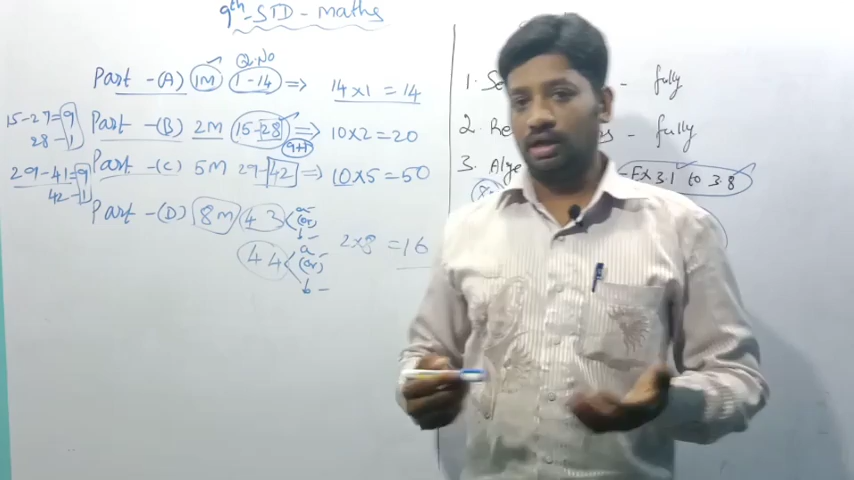 9th - STD - maths
Q.No
Part - (A) 1M 1-14 => 14x1 = 14
15-27=9 Part - (B) 2M 15-28 => 10x2 = 20
28-1 9+1
29-41=9 Part - (C) 5M 29-42 => 10x5 = 50
42-1
Part - (D) 8M 43 a- (or) b-
2x8 = 16
44 a- (or) b-
1. Se - fully
2. Re s - fully
3. Alge - Ex 3.1 to 3.8